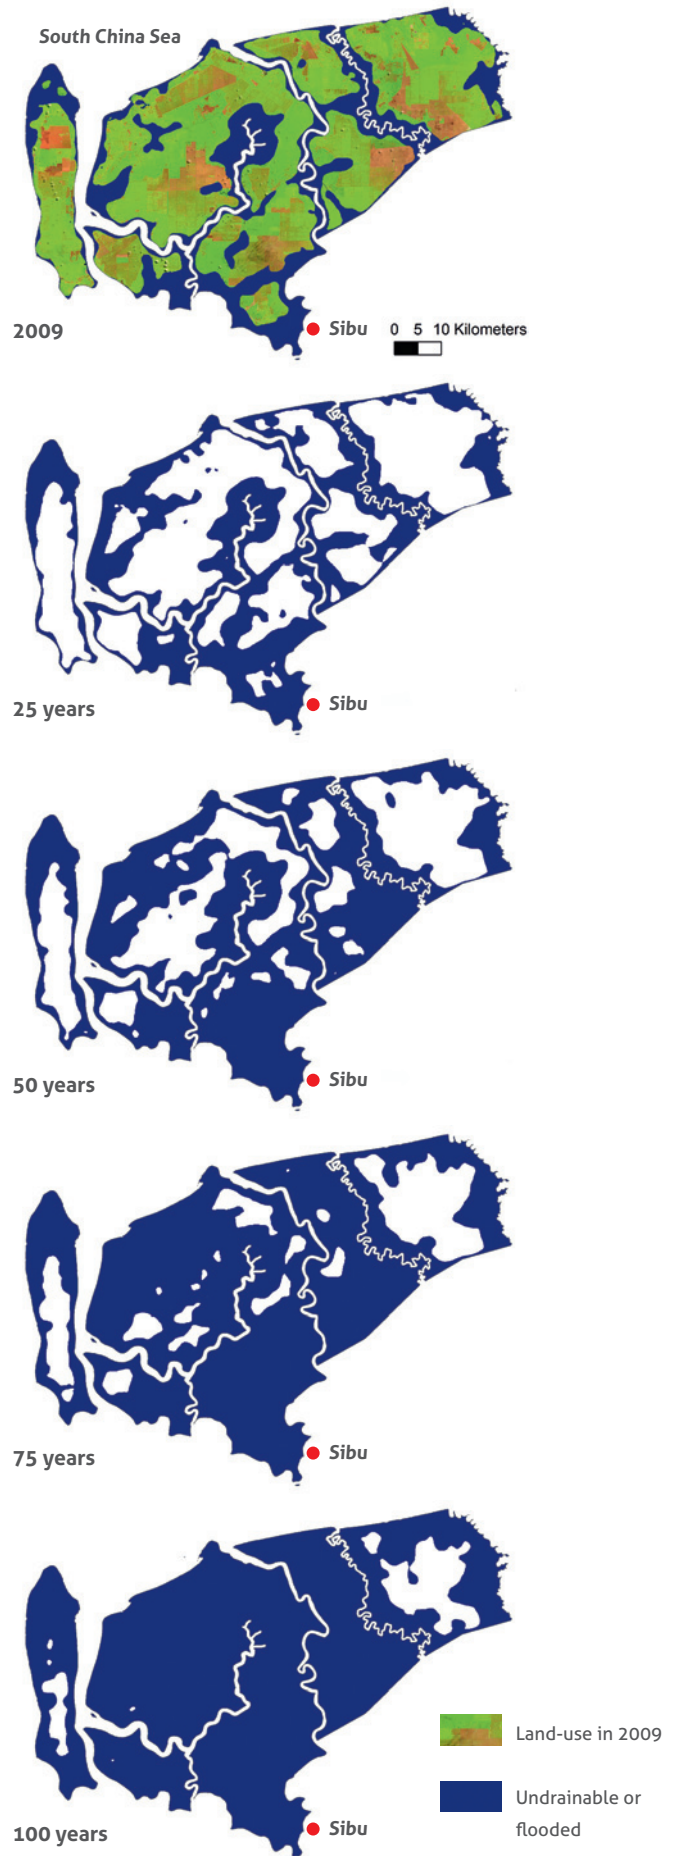 South China Sea
2009
Sibu
0 5 10 Kilometers
25 years
Sibu
50 years
Sibu
75 years
Sibu
100 years
Sibu
Land-use in 2009
Undrainable or
flooded